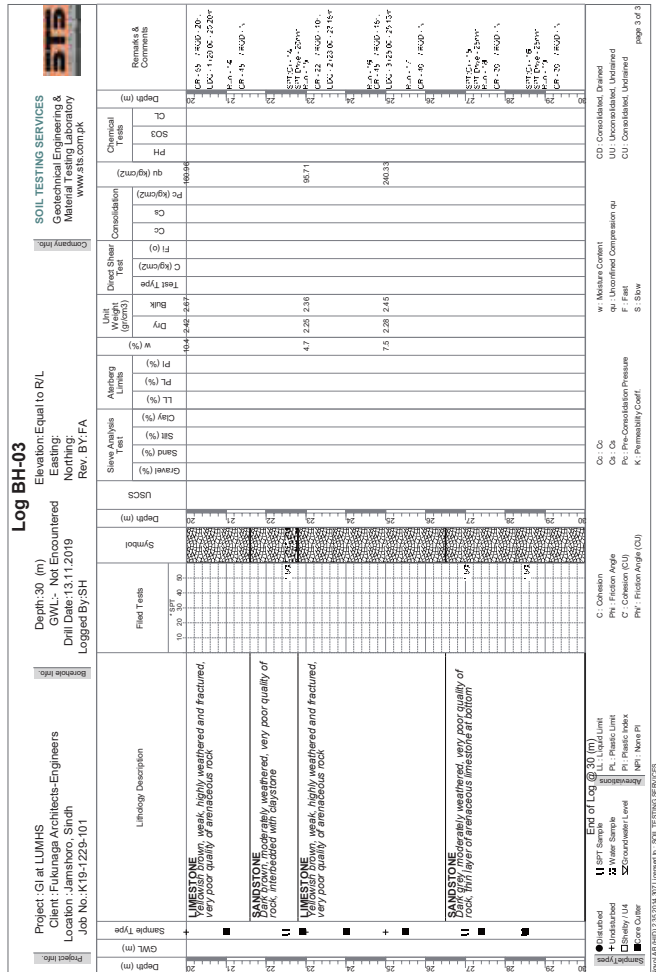 Log BH-03
Project Info.
Project :GI at LUMHS
Client :Fukunaga Architects-Engineers
Location :Jamshoro, Sindh
Job No.:K19-1229-101
Borehole Info.
Depth:30 (m)
GWL:- Not Encountered
Drill Date:13.11.2019
Logged By:SH
Elevation: Equal to R/L
Easting:
Northing:
Rev. BY:FA
Company Info.
SOIL TESTING SERVICES
Geotechnical Engineering &
Material Testing Laboratory
www.sts.com.pk
STS
Depth (m)
GWL (m)
Sample Type
Lithology Description
Filed Tests
* SPT
10 20 30 40 50
Symbol
Depth (m)
USCS
Sieve Analysis
Test
Gravel (%)
Sand (%)
Silt (%)
Clay (%)
Aterberg
Limits
LL (%)
PL (%)
PI (%)
w (%)
Unit
Weight
(gr/cm3)
Dry
Bulk
Direct Shear
Test
Test Type
C (kg/cm2)
Fi (o)
Consolidation
Cc
Cs
Pc (kg/cm2)
qu (kg/cm2)
Chemical
Tests
PH
SO3
CL
Depth (m)
Remarks &
Comments
20
21
22
23
24
25
26
27
28
29
30
LIMESTONE
Yellowish brown, weak, highly weathered and fractured,
very poor quality of arenaceous rock
10.4 2.42 2.67 160.96
SANDSTONE
Dark brown, moderately weathered, very poor quality of
rock, interbedded with claystone
LIMESTONE
Yellowish brown, weak, highly weathered and fractured,
very poor quality of arenaceous rock
4.7 2.25 2.36 95.71
7.5 2.28 2.45 240.33
SANDSTONE
Dark grey, moderately weathered, very poor quality of
rock, thin layer of arenaceous limestone at bottom
End of Log @ 30 (m)
SampleTypes
Disturbed
Undisturbed
Shelby / U4
Core Cutter
SPT Sample
Water Sample
Groundwater Level
Abreviations
LL : Liquid Limit
PL : Plastic Limit
PI : Plastic Index
NPI : None PI
C : Cohesion
Phi : Friction Angle
C' : Cohesion (CU)
Phi' : Friction Angle (CU)
Cc : Cc
Cs : Cs
Pc : Pre-Consolidation Pressure
K : Permeability Coeff.
w : Moisture Content
qu : Unconfined Compression qu
F : Fast
S : Slow
CD : Consolidated, Drained
UU : Unconsolidated, Undrained
CU : Consolidated, Undrained
page 3 of 3